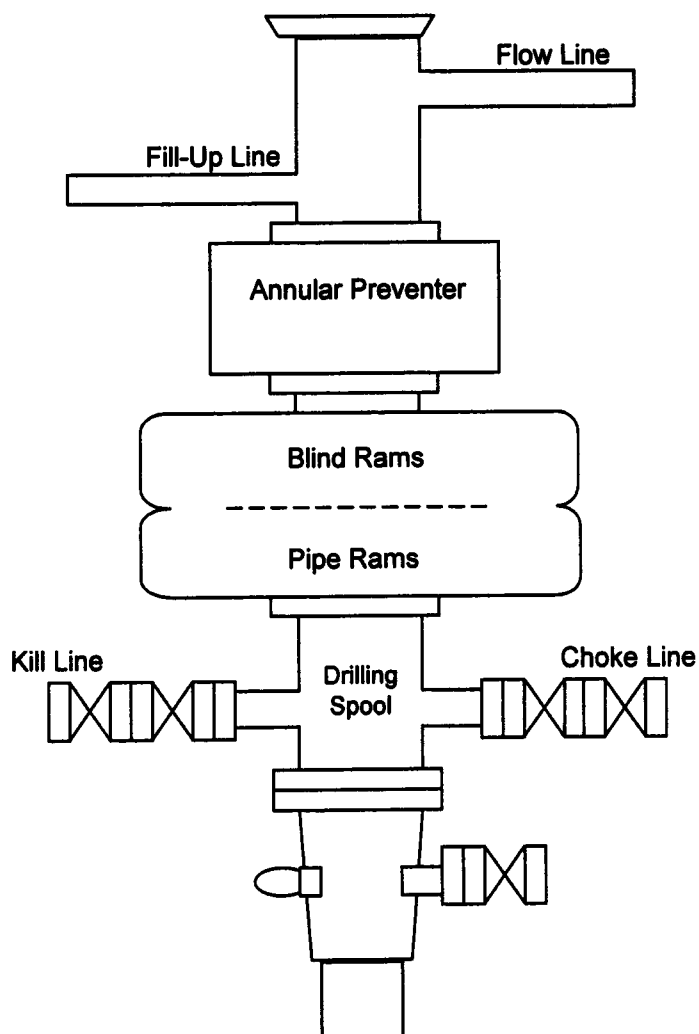 Flow Line
Fill-Up Line
Annular Preventer
Blind Rams
Pipe Rams
Kill Line
Choke Line
Drilling
Spool